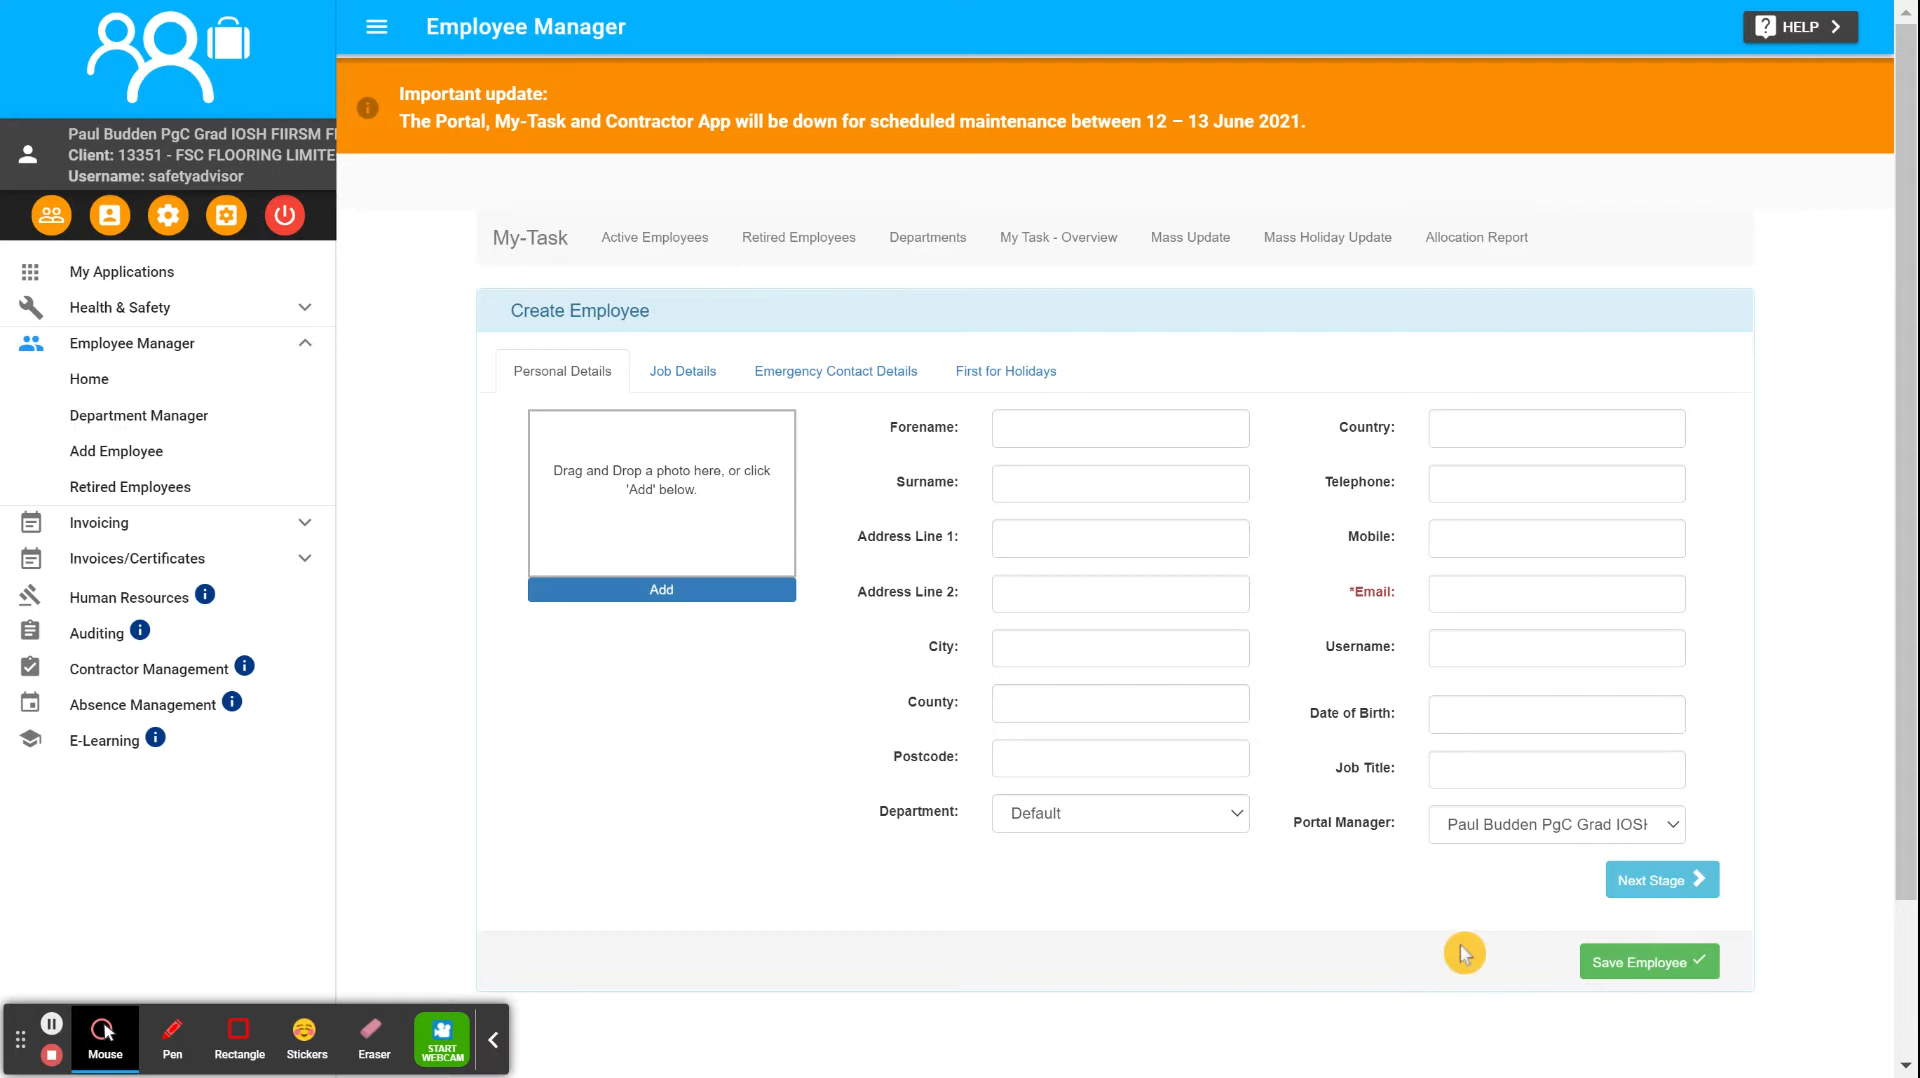 Employee Manager
HELP
Important update:
The Portal, My-Task and Contractor App will be down for scheduled maintenance between 12 – 13 June 2021.
Paul Budden PgC Grad IOSH FIIRSM
Client: 13351 - FSC FLOORING LIMITE
Username: safetyadvisor
My Applications
Health & Safety
Employee Manager
Home
Department Manager
Add Employee
Retired Employees
Invoicing
Invoices/Certificates
Human Resources
Auditing
Contractor Management
Absence Management
E-Learning
My-Task
Active Employees
Retired Employees
Departments
My Task - Overview
Mass Update
Mass Holiday Update
Allocation Report
Create Employee
Personal Details
Job Details
Emergency Contact Details
First for Holidays
Drag and Drop a photo here, or click
'Add' below.
Add
Forename:
Surname:
Address Line 1:
Address Line 2:
City:
County:
Postcode:
Department:
Default
Country:
Telephone:
Mobile:
*Email:
Username:
Date of Birth:
Job Title:
Portal Manager:
Paul Budden PgC Grad IOSH
Next Stage
Save Employee
Mouse
Pen
Rectangle
Stickers
Eraser
START
WEBCAM